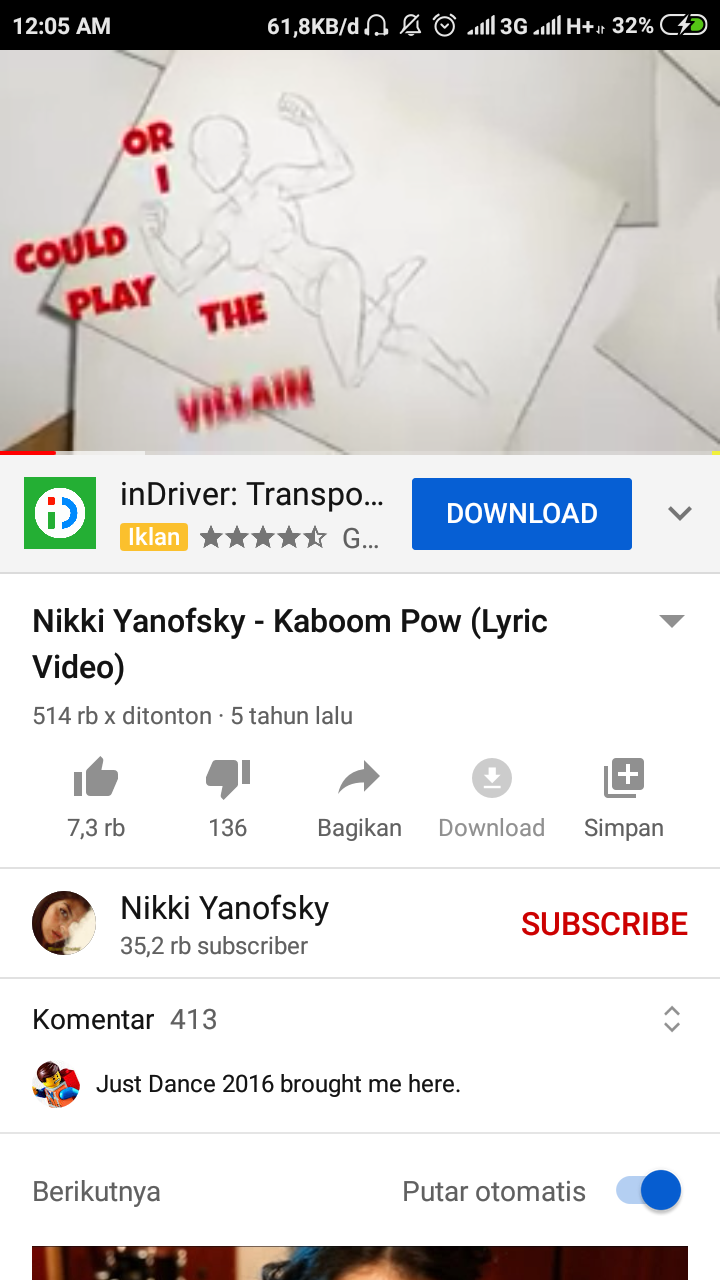 12:05 AM 61,8KB/d 3G H+ 32%
OR
I
COULD
PLAY THE
VILLAIN
inDriver: Transpo...
DOWNLOAD
Iklan G...
Nikki Yanofsky - Kaboom Pow (Lyric
Video)
514 rb x ditonton · 5 tahun lalu
7,3 rb 136 Bagikan Download Simpan
Nikki Yanofsky
35,2 rb subscriber
SUBSCRIBE
Komentar 413
Just Dance 2016 brought me here.
Berikutnya Putar otomatis